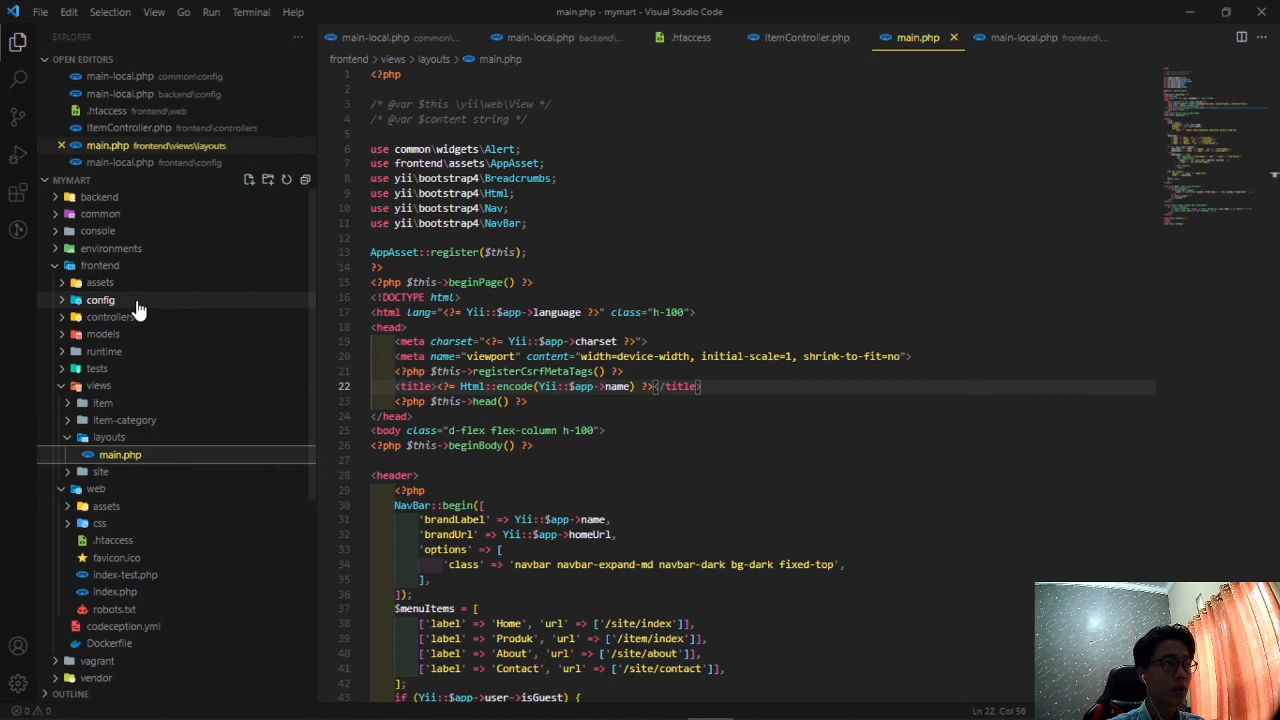 File Edit Selection View Go Run Terminal Help
main.php - mymart - Visual Studio Code
EXPLORER
OPEN EDITORS
main-local.php common\config
main-local.php backend\config
.htaccess frontend\web
ItemController.php frontend\controllers
main.php frontend\views\layouts
main-local.php frontend\config
MYMART
backend
common
console
environments
frontend
assets
config
controllers
models
runtime
tests
views
item
item-category
layouts
main.php
site
web
assets
css
.htaccess
favicon.ico
index-test.php
index.php
robots.txt
codeception.yml
Dockerfile
vagrant
vendor
OUTLINE
0 0
main-local.php common\...
main-local.php backend\...
.htaccess
ItemController.php
main.php
main-local.php frontend\...
frontend > views > layouts > main.php
1 <?php
2
3 /* @var $this \yii\web\View */
4 /* @var $content string */
5
6 use common\widgets\Alert;
7 use frontend\assets\AppAsset;
8 use yii\bootstrap4\Breadcrumbs;
9 use yii\bootstrap4\Html;
10 use yii\bootstrap4\Nav;
11 use yii\bootstrap4\NavBar;
12
13 AppAsset::register($this);
14 ?>
15 <?php $this->beginPage() ?>
16 <!DOCTYPE html>
17 <html lang="<?= Yii::$app->language ?>" class="h-100">
18 <head>
19 <meta charset="<?= Yii::$app->charset ?>">
20 <meta name="viewport" content="width=device-width, initial-scale=1, shrink-to-fit=no">
21 <?php $this->registerCsrfMetaTags() ?>
22 <title><?= Html::encode(Yii::$app->name) ?></title>
23 <?php $this->head() ?>
24 </head>
25 <body class="d-flex flex-column h-100">
26 <?php $this->beginBody() ?>
27
28 <header>
29 <?php
30 NavBar::begin([
31 'brandLabel' => Yii::$app->name,
32 'brandUrl' => Yii::$app->homeUrl,
33 'options' => [
34 'class' => 'navbar navbar-expand-md navbar-dark bg-dark fixed-top',
35 ],
36 ]);
37 $menuItems = [
38 ['label' => 'Home', 'url' => ['/site/index']],
39 ['label' => 'Produk', 'url' => ['/item/index']],
40 ['label' => 'About', 'url' => ['/site/about']],
41 ['label' => 'Contact', 'url' => ['/site/contact']],
42 ];
43 if (Yii::$app->user->isGuest) {
Ln 22, Col 56